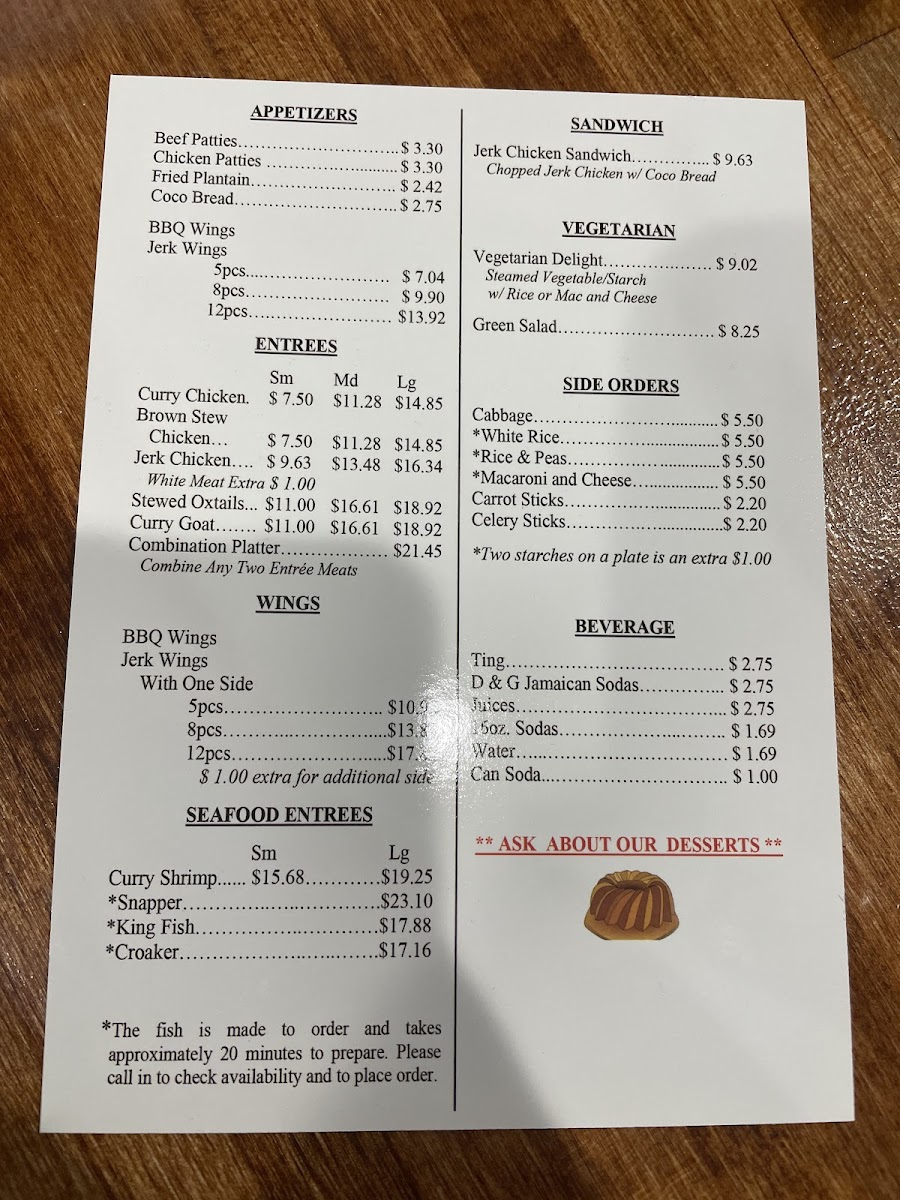 APPETIZERS
Beef Patties..............................$ 3.30
Chicken Patties ..........................$ 3.30
Fried Plantain............................ $ 2.42
Coco Bread................................ $ 2.75
BBQ Wings
Jerk Wings
5pcs........................... $ 7.04
8pcs........................... $ 9.90
12pcs.......................... $13.92
ENTREES
Sm Md Lg
Curry Chicken. $ 7.50 $11.28 $14.85
Brown Stew
Chicken… $ 7.50 $11.28 $14.85
Jerk Chicken…. $ 9.63 $13.48 $16.34
White Meat Extra $ 1.00
Stewed Oxtails... $11.00 $16.61 $18.92
Curry Goat……. $11.00 $16.61 $18.92
Combination Platter.................. $21.45
Combine Any Two Entrée Meats
WINGS
BBQ Wings
Jerk Wings
With One Side
5pcs...........................
8pcs...........................
12pcs..........................
$ 1.00 extra for additional side
SEAFOOD ENTREES
Sm Lg
Curry Shrimp...... $15.68............$19.25
*Snapper.................................$23.10
*King Fish...............................$17.88
*Croaker.................................$17.16
*The fish is made to order and takes
approximately 20 minutes to prepare. Please
call in to check availability and to place order.
SANDWICH
Jerk Chicken Sandwich.............. $ 9.63
Chopped Jerk Chicken w/ Coco Bread
VEGETARIAN
Vegetarian Delight.................... $ 9.02
Steamed Vegetable/Starch
w/ Rice or Mac and Cheese
Green Salad............................. $ 8.25
SIDE ORDERS
Cabbage.................................. $ 5.50
*White Rice..............................$ 5.50
*Rice & Peas.............................$ 5.50
*Macaroni and Cheese................ $ 5.50
Carrot Sticks............................ $ 2.20
Celery Sticks.............................$ 2.20
*Two starches on a plate is an extra $1.00
BEVERAGE
Ting........................................ $ 2.75
D & G Jamaican Sodas.............. $ 2.75
Juices...................................... $ 2.75
Sodas.............................. $ 1.69
Water...................................... $ 1.69
Can Soda................................. $ 1.00
** ASK ABOUT OUR DESSERTS **